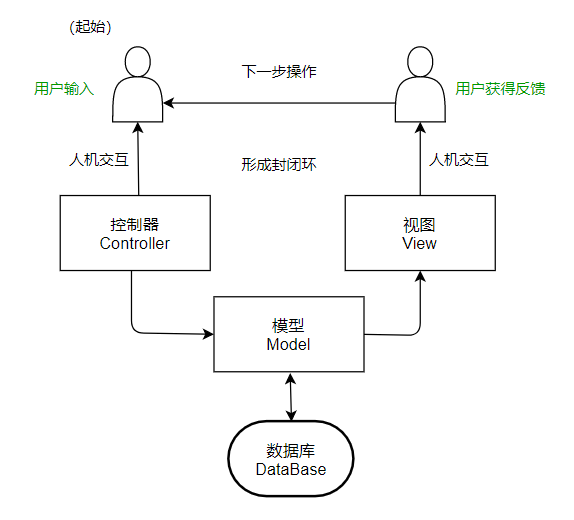 (起始)
下一步操作
用户输入
用户获得反馈
人机交互
形成封闭环
人机交互
控制器
Controller
视图
View
模型
Model
数据库
DataBase